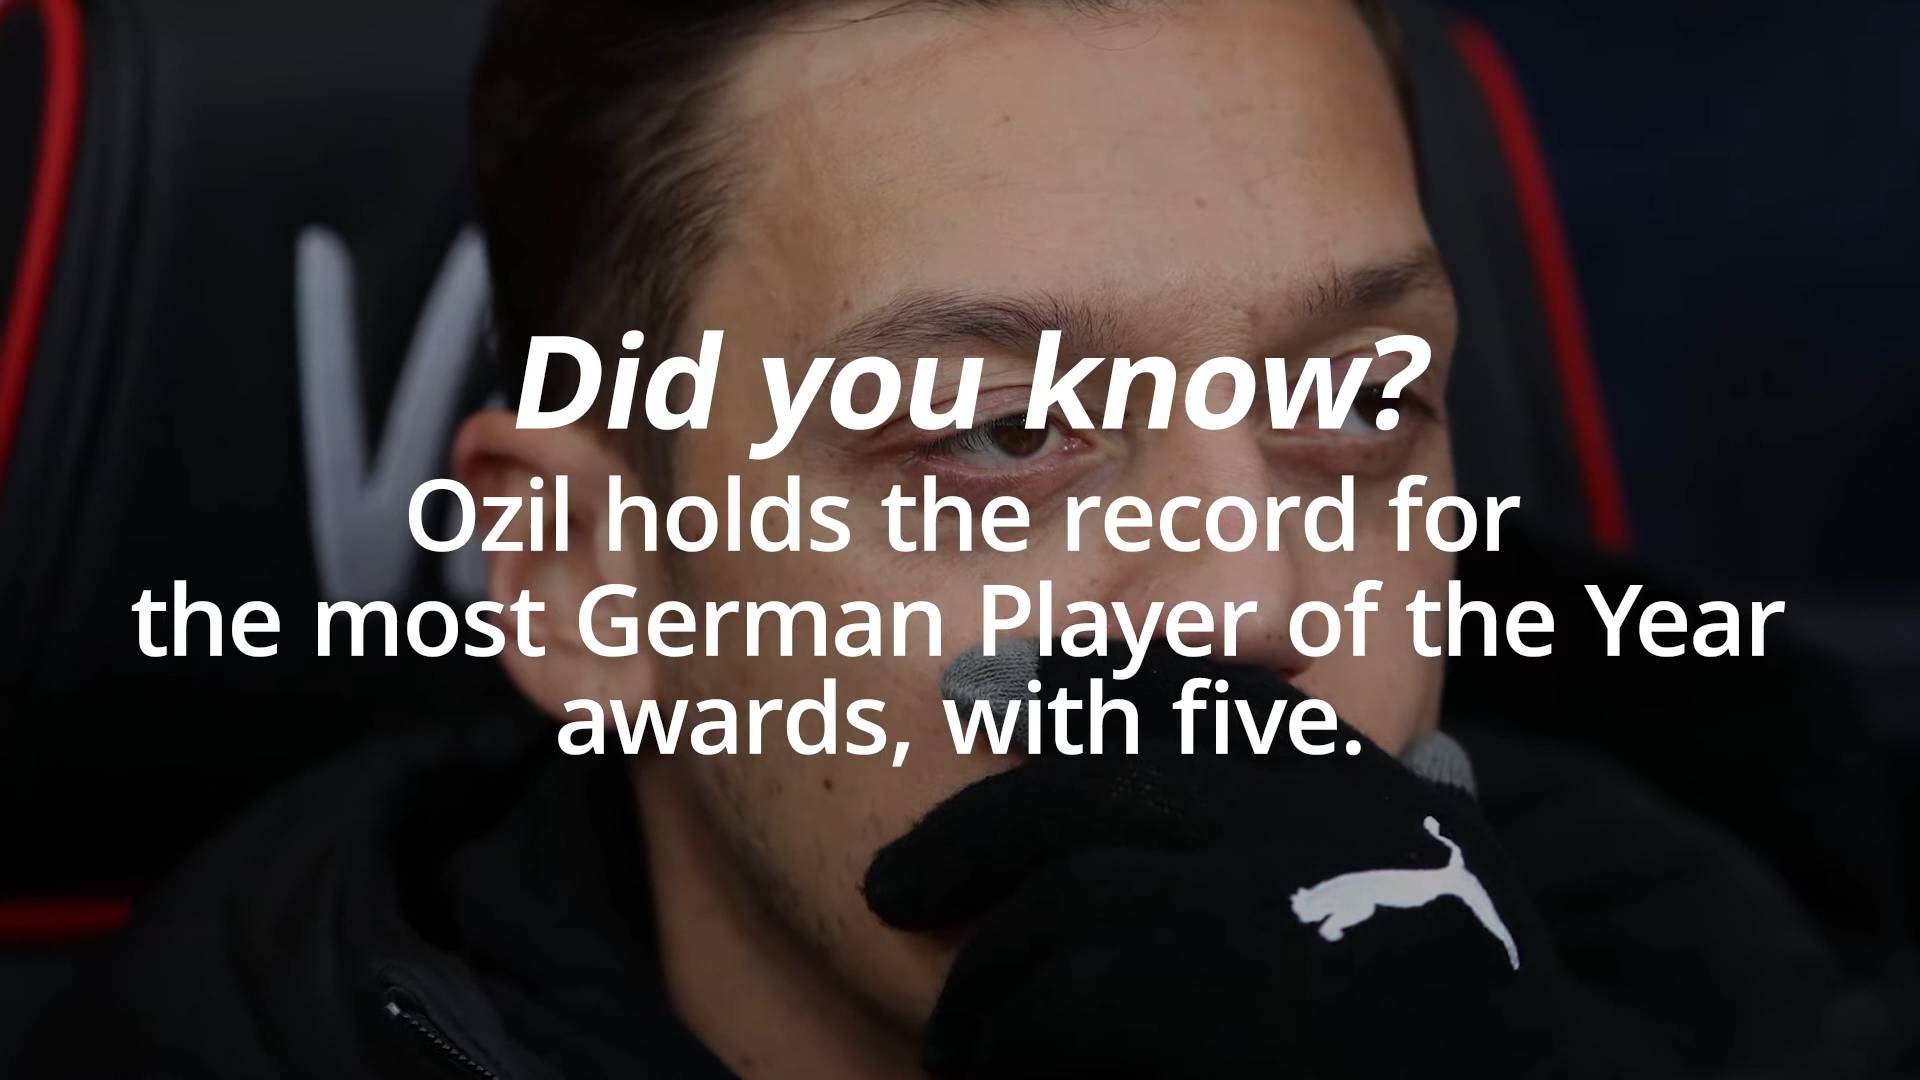 Did you know?
Ozil holds the record for
the most German Player of the Year
awards, with five.